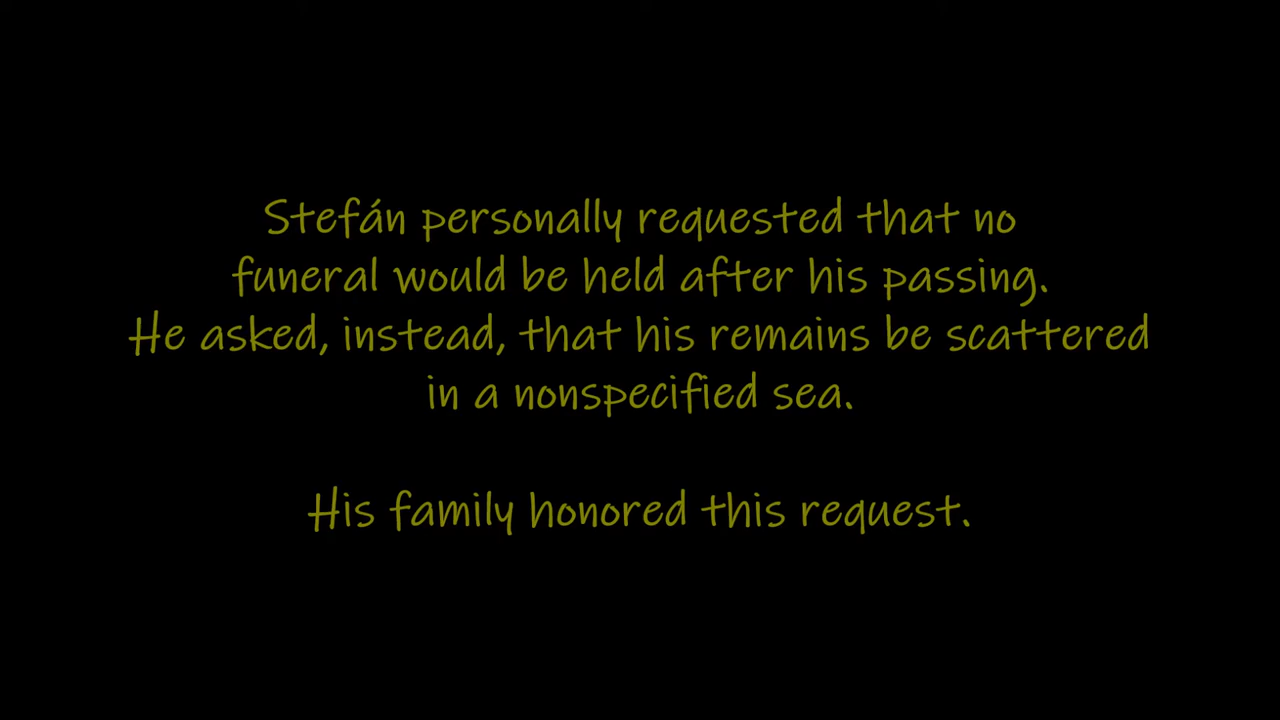 Stefán personally requested that no
funeral would be held after his passing.
He asked, instead, that his remains be scattered
in a nonspecified sea.
His family honored this request.